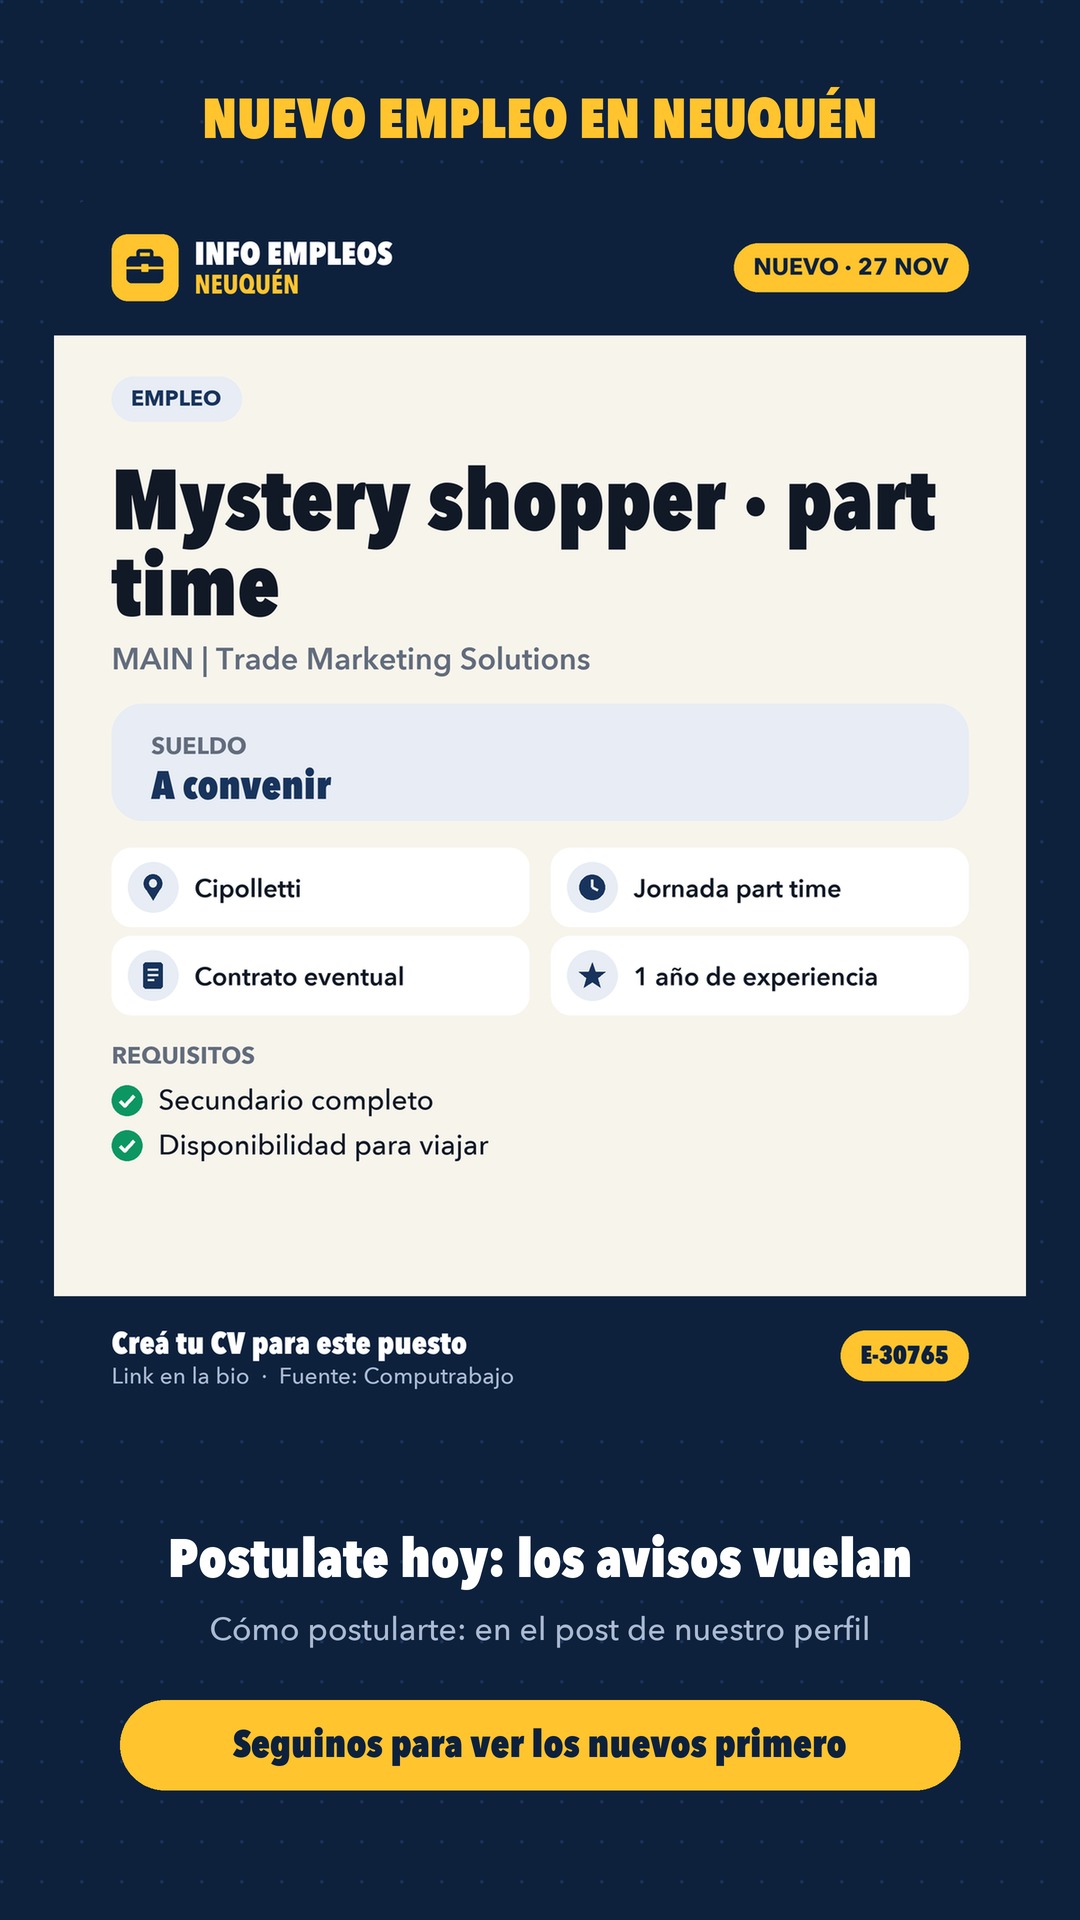 NUEVO EMPLEO EN NEUQUÉN
INFO EMPLEOS
NEUQUÉN
NUEVO · 27 NOV
EMPLEO
Mystery shopper · part
time
MAIN | Trade Marketing Solutions
SUELDO
A convenir
Cipolletti
Jornada part time
Contrato eventual
1 año de experiencia
REQUISITOS
Secundario completo
Disponibilidad para viajar
Creá tu CV para este puesto
Link en la bio · Fuente: Computrabajo
E-30765
Postulate hoy: los avisos vuelan
Cómo postularte: en el post de nuestro perfil
Seguinos para ver los nuevos primero